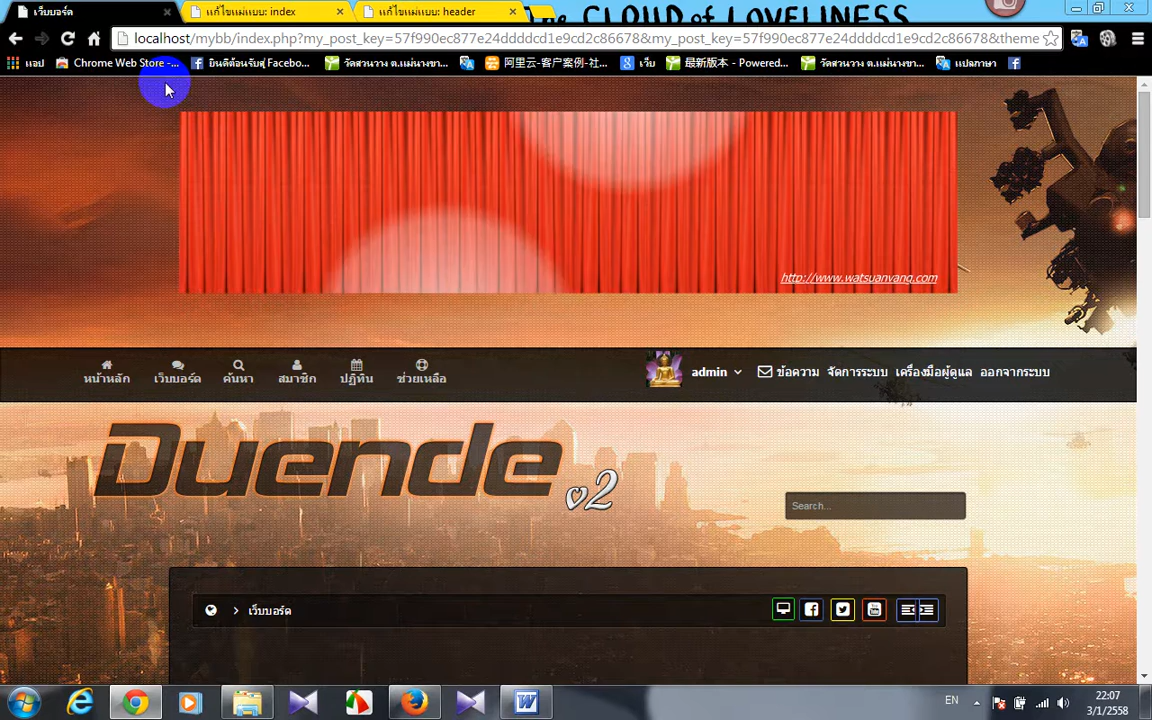 The CLOUD of LOVELINESS
เว็บบอร์ด
แก้ไขแม่แบบ: index
แก้ไขแม่แบบ: header
localhost/mybb/index.php?my_post_key=57f990ec877e24ddddcd1e9cd2c86678&my_post_key=57f990ec877e24ddddcd1e9cd2c86678&theme
แอป
Chrome Web Store -...
ยินดีต้อนรับสู่ Facebo...
วัดสวนวาง ต.แม่นางขา...
阿里云-客户案例-社...
เว็บ
最新版本 - Powered...
วัดสวนวาง ต.แม่นางขา...
แปลภาษา
http://www.watsuanvang.com
หน้าหลัก
เว็บบอร์ด
ค้นหา
สมาชิก
ปฏิทิน
ช่วยเหลือ
admin
ข้อความ
จัดการระบบ
เครื่องมือผู้ดูแล
ออกจากระบบ
Duende v2
Search...
เว็บบอร์ด
EN
22:07
3/1/2558